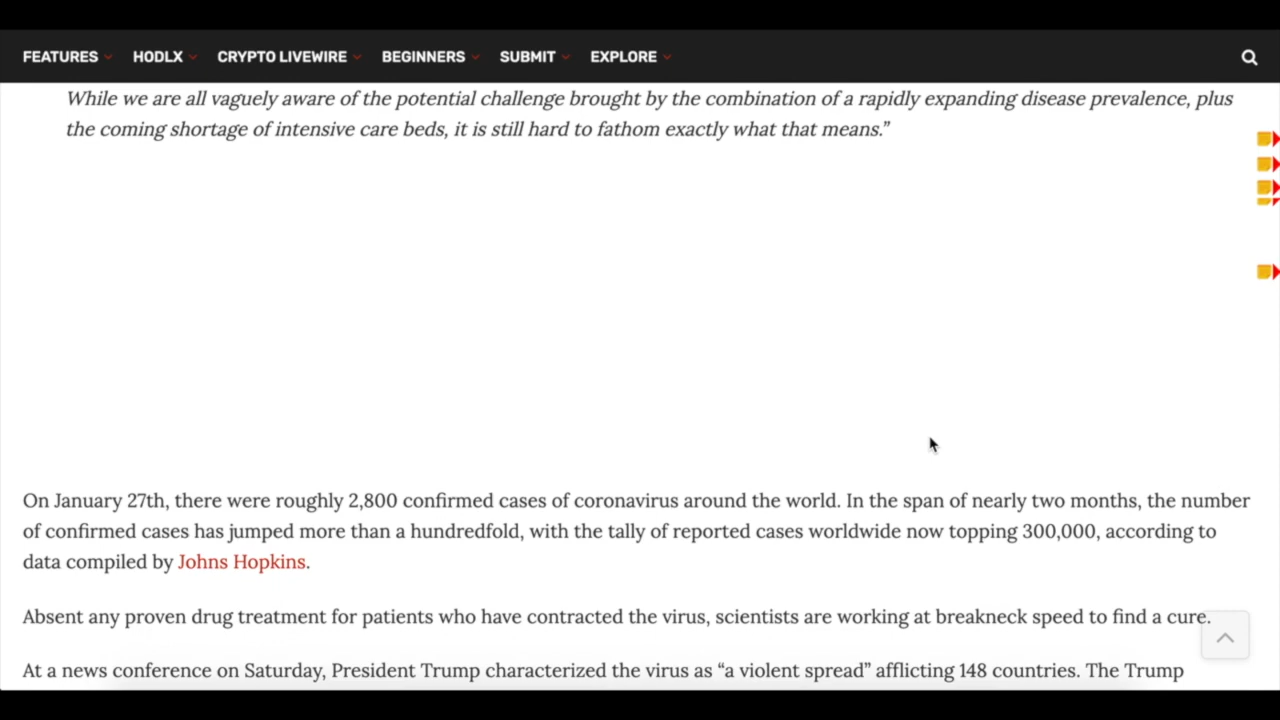 FEATURES HODLX CRYPTO LIVEWIRE BEGINNERS SUBMIT EXPLORE
While we are all vaguely aware of the potential challenge brought by the combination of a rapidly expanding disease prevalence, plus
the coming shortage of intensive care beds, it is still hard to fathom exactly what that means.”
On January 27th, there were roughly 2,800 confirmed cases of coronavirus around the world. In the span of nearly two months, the number
of confirmed cases has jumped more than a hundredfold, with the tally of reported cases worldwide now topping 300,000, according to
data compiled by Johns Hopkins.
Absent any proven drug treatment for patients who have contracted the virus, scientists are working at breakneck speed to find a cure.
At a news conference on Saturday, President Trump characterized the virus as “a violent spread” afflicting 148 countries. The Trump